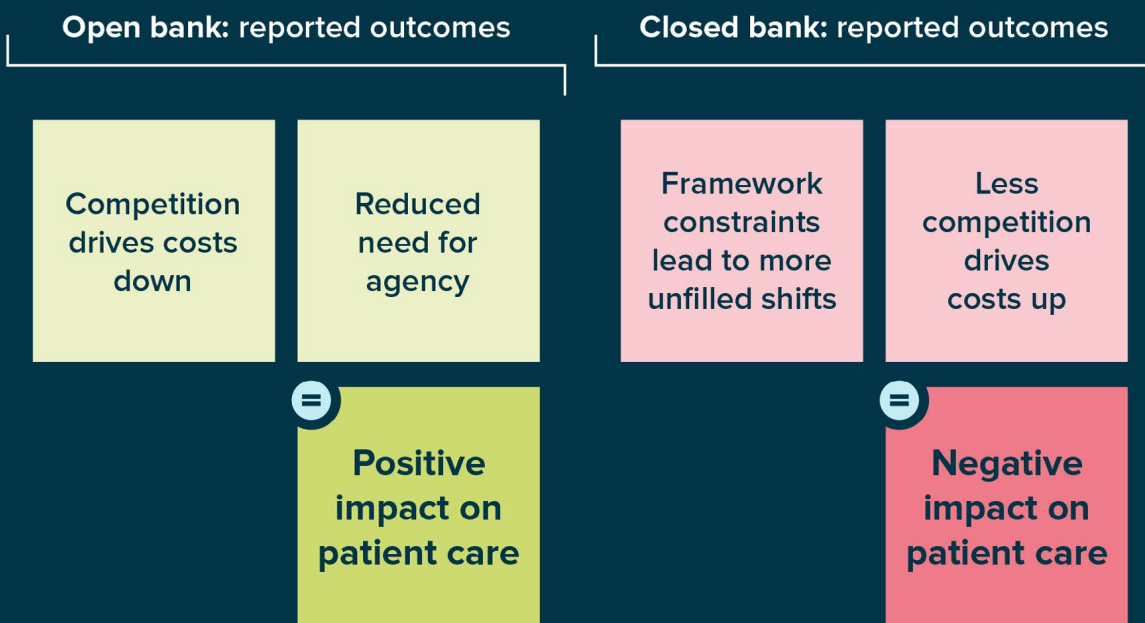 Open bank: reported outcomes
Competition
drives costs
down
Reduced
need for
agency
=
Positive
impact on
patient care
Closed bank: reported outcomes
Framework
constraints
lead to more
unfilled shifts
Less
competition
drives
costs up
=
Negative
impact on
patient care